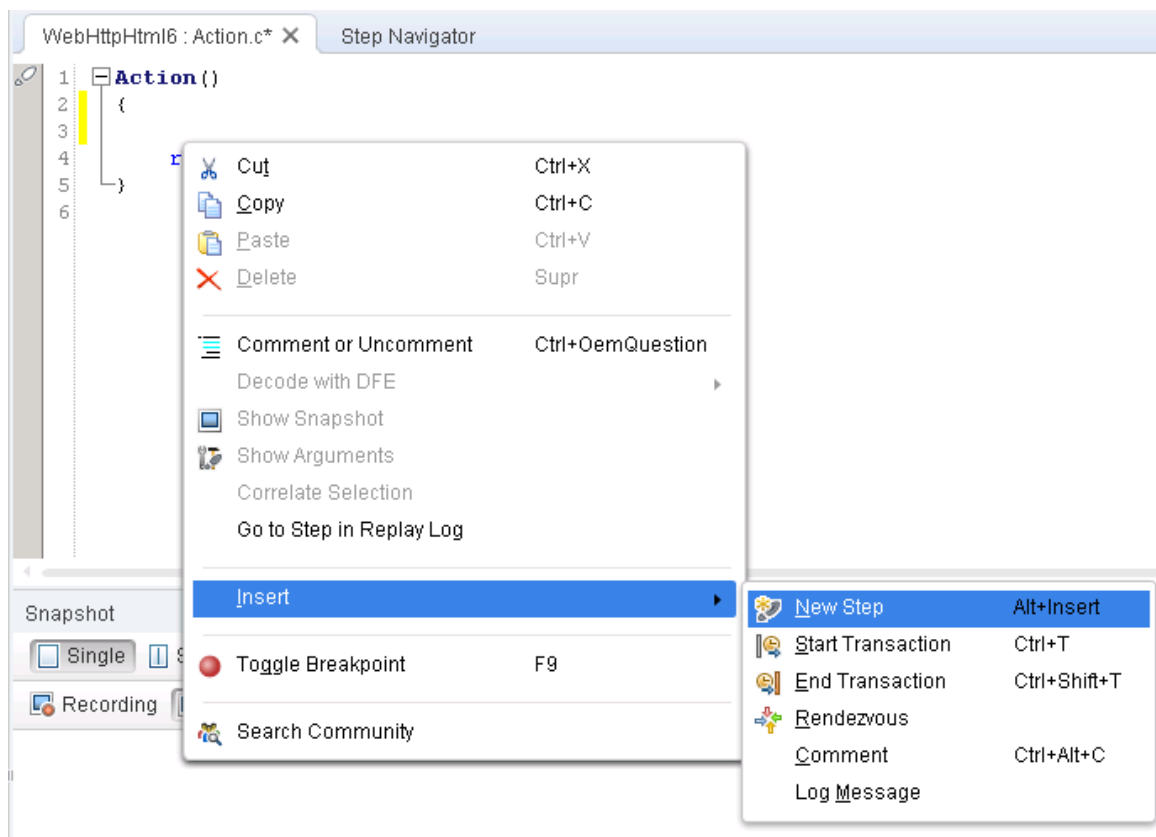 WebHttpHtml6 : Action.c* Step Navigator
1 Action()
2 {
3
4 r
5 }
6
Cut Ctrl+X
Copy Ctrl+C
Paste Ctrl+V
Delete Supr
Comment or Uncomment Ctrl+OemQuestion
Decode with DFE
Show Snapshot
Show Arguments
Correlate Selection
Go to Step in Replay Log
Insert
Toggle Breakpoint F9
Search Community
New Step Alt+Insert
Start Transaction Ctrl+T
End Transaction Ctrl+Shift+T
Rendezvous
Comment Ctrl+Alt+C
Log Message
Snapshot
Single S
Recording